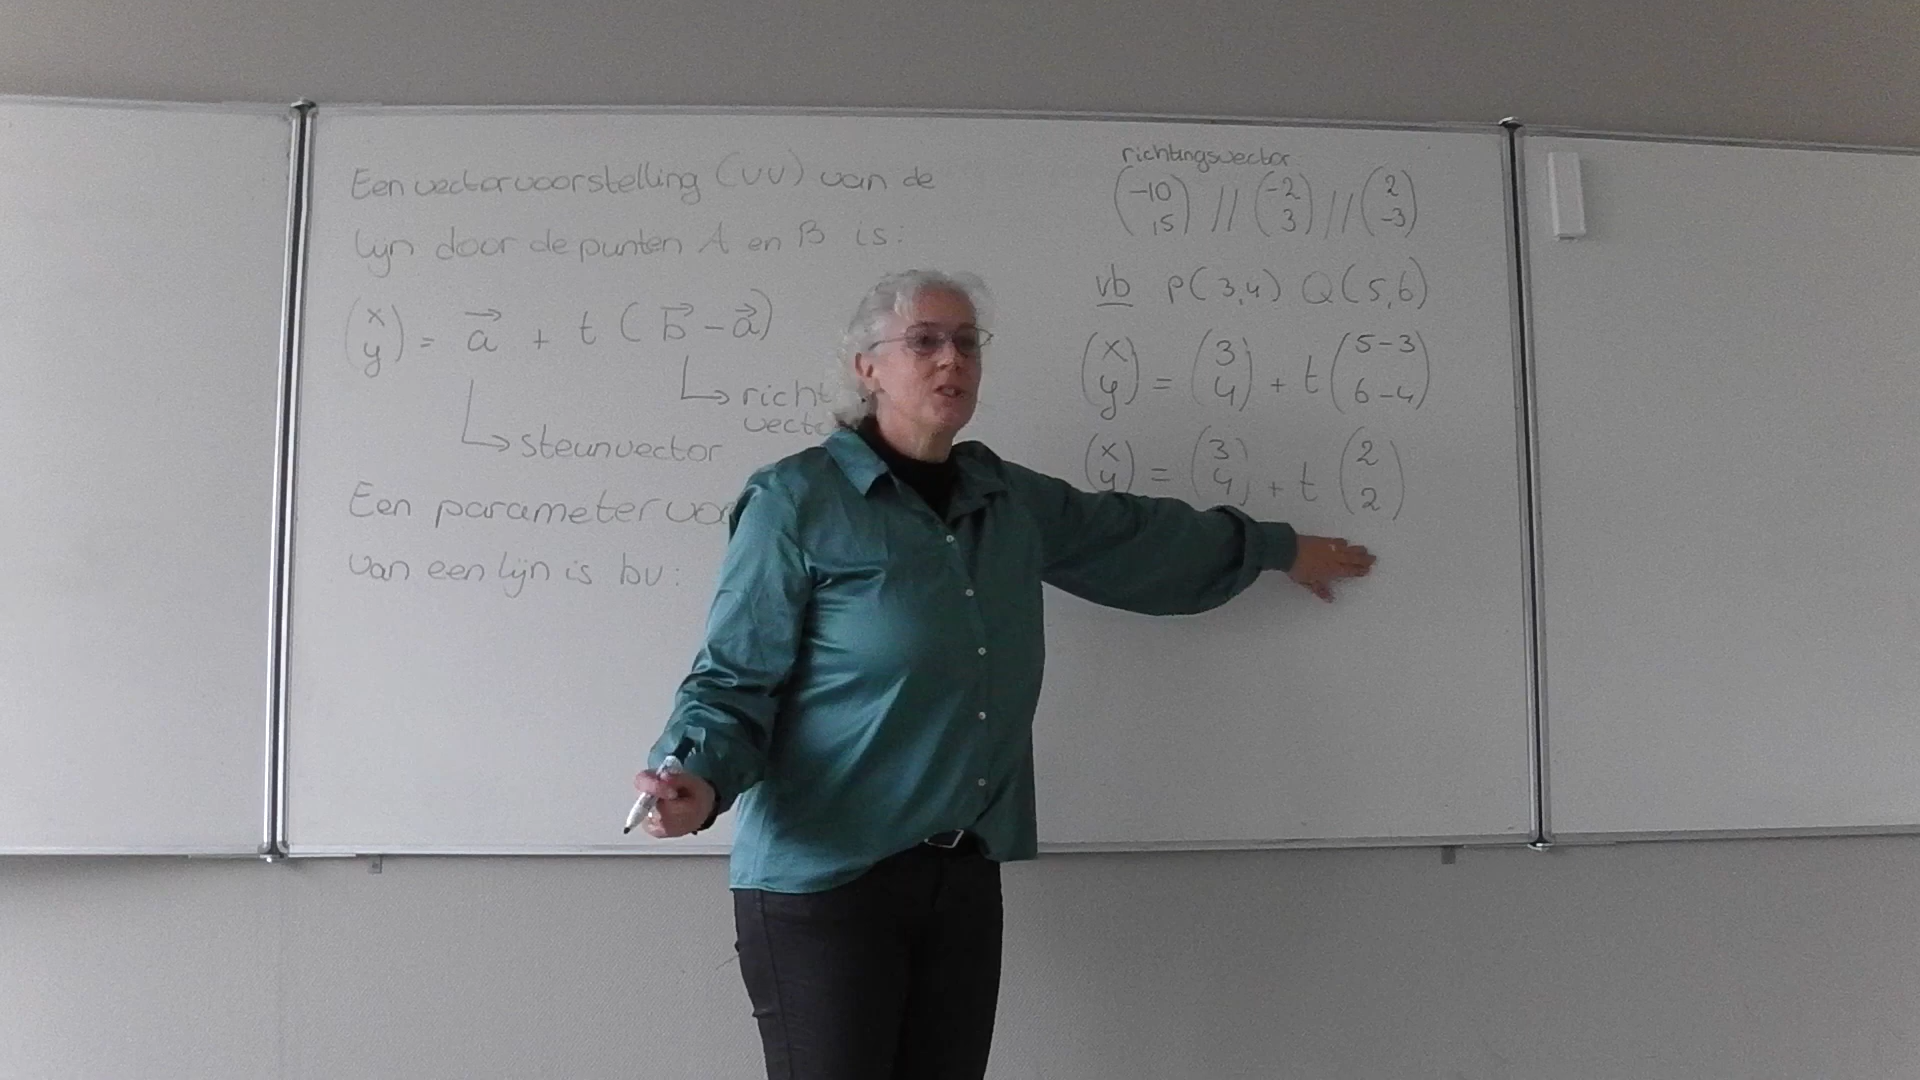 Een vectorvoorstelling (vv) van de
lijn door de punten A en B is:
(x y) = a⃗ + t (b⃗ - a⃗)
↳ richt
vect
↳ steunvector
Een parametervoo
van een lijn is bv:
richtingsvector
(-10 15) // (-2 3) // (2 -3)
vb P(3,4) Q(5,6)
(x y) = (3 4) + t (5-3 6-4)
(x y) = (3 4) + t (2 2)